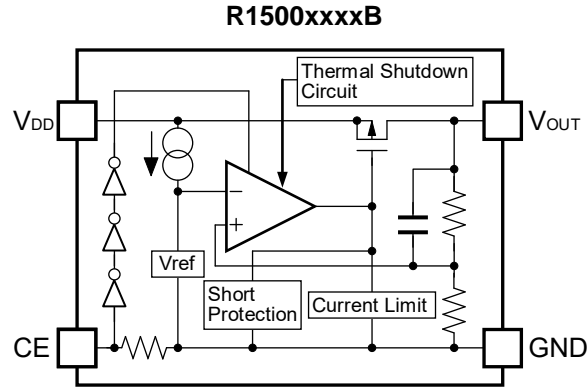 R1500xxxxB
Thermal Shutdown
Circuit
VDD
VOUT
−
+
Vref
Short
Protection
Current Limit
CE
GND